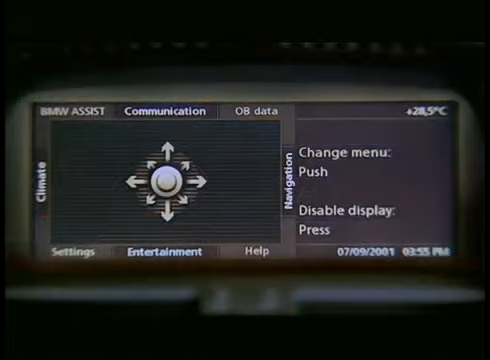 BMW ASSIST Communication OB data +28,5°C
Climate
Navigation
Change menu:
Push
Disable display:
Press
Settings Entertainment Help 07/09/2001 03:55 PM